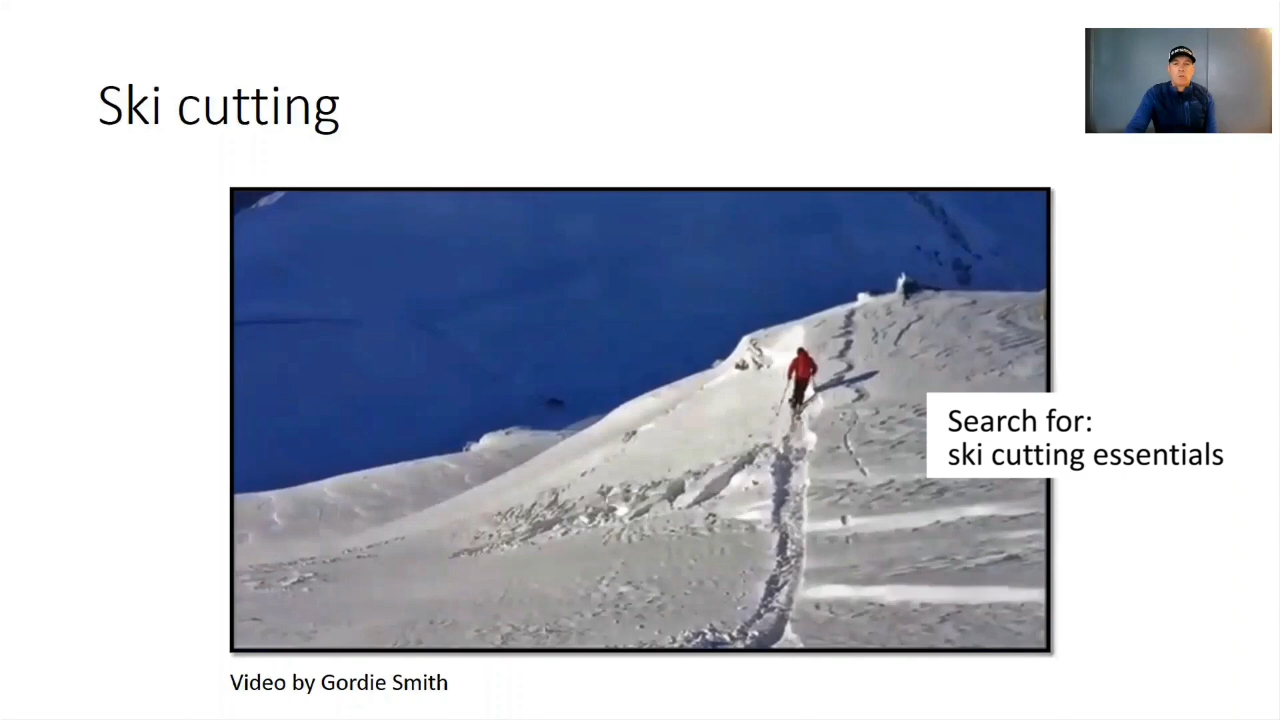 Ski cutting
Search for:
ski cutting essentials
Video by Gordie Smith